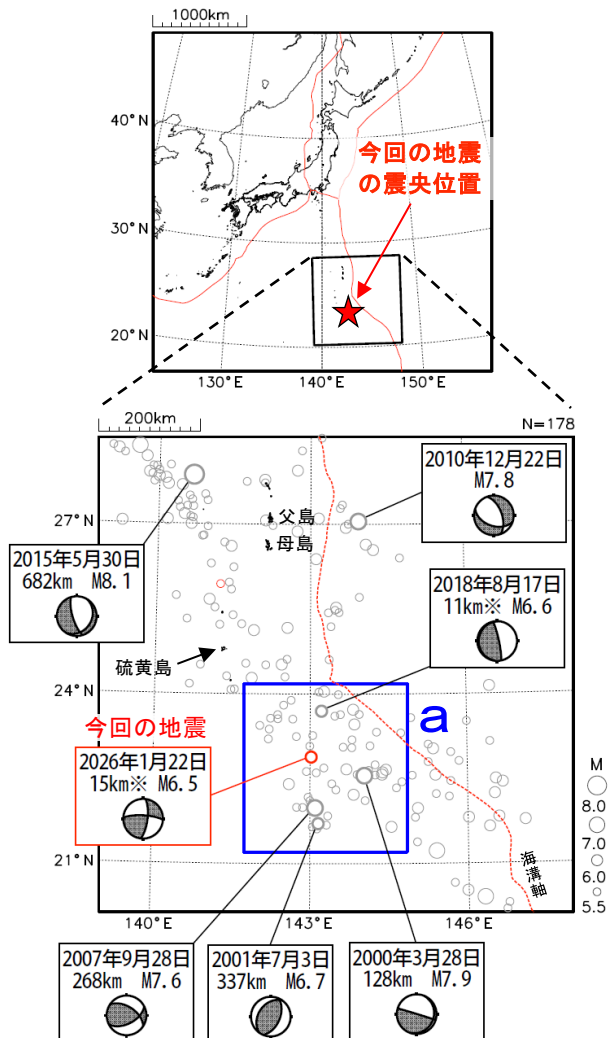 1000km
40°N
30°N
20°N
今回の地震
の震央位置
130°E
140°E
150°E
200km
N=178
2010年12月22日
M7.8
27°N
父島
母島
2015年5月30日
682km M8.1
2018年8月17日
11km※ M6.6
硫黄島
24°N
今回の地震
a
2026年1月22日
15km※ M6.5
M
8.0
7.0
6.0
5.5
21°N
海溝軸
140°E
143°E
146°E
2007年9月28日
268km M7.6
2001年7月3日
337km M6.7
2000年3月28日
128km M7.9